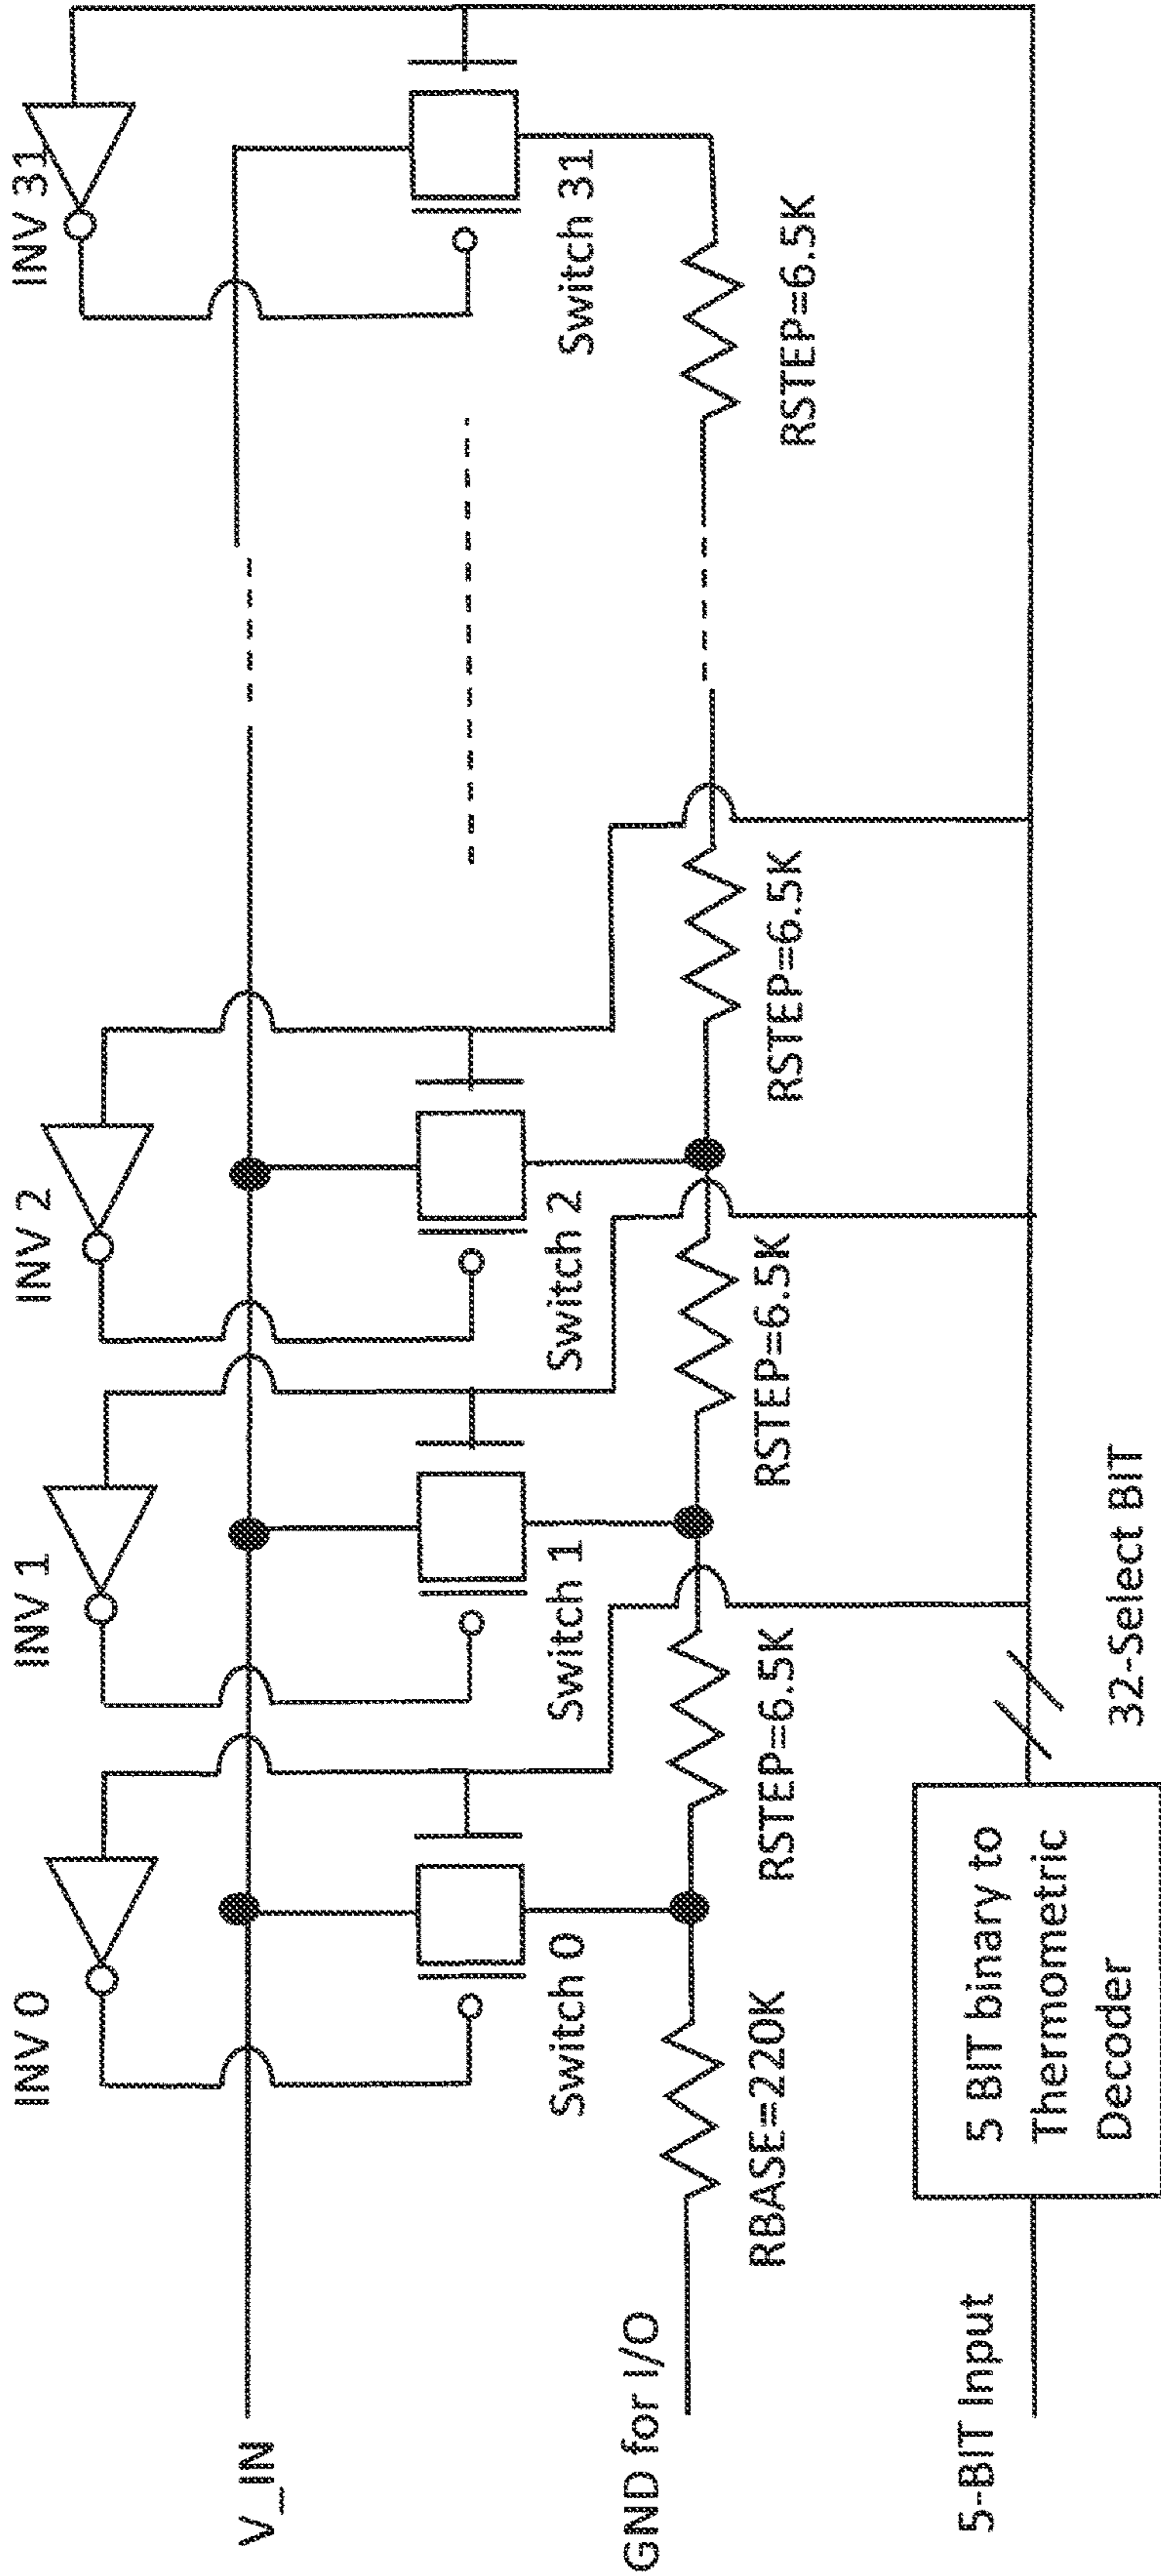 INV 0
INV 1
INV 2
INV 31
V_IN
Switch 0
Switch 1
Switch 2
Switch 31
GND for I/O
RBASE=220K
RSTEP=6.5K
RSTEP=6.5K
RSTEP=6.5K
RSTEP=6.5K
5-BIT Input
5 BIT binary to
Thermometric
Decoder
32-Select BIT